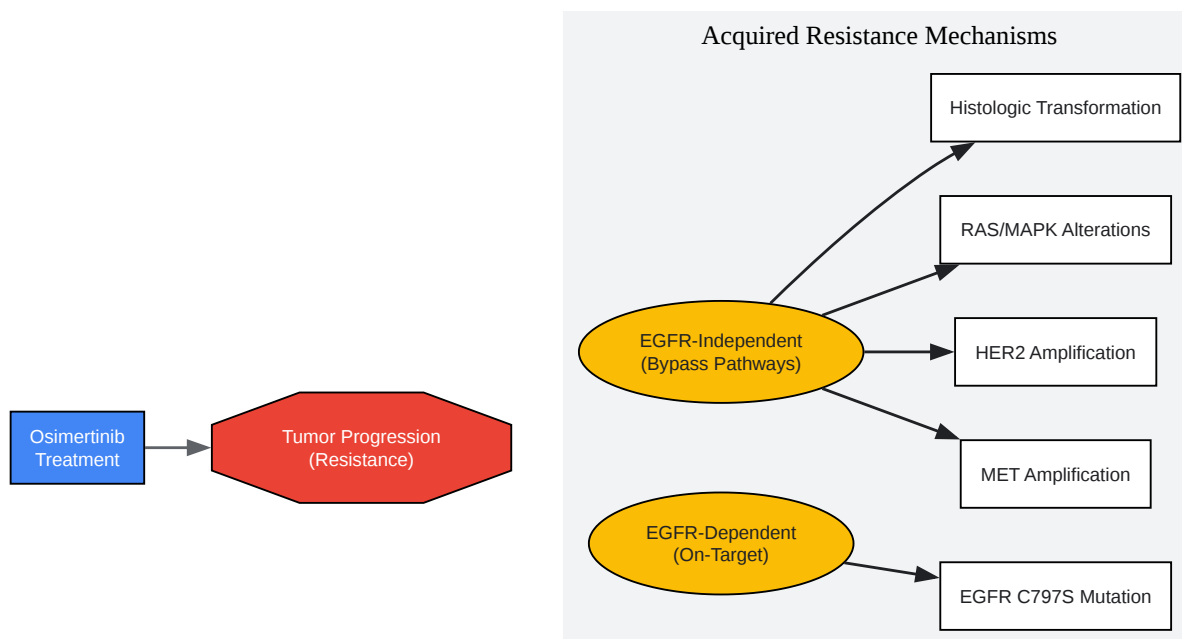 Acquired Resistance Mechanisms
Histologic Transformation
RAS/MAPK Alterations
EGFR-Independent
(Bypass Pathways)
HER2 Amplification
Osimertinib
Treatment
Tumor Progression
(Resistance)
MET Amplification
EGFR-Dependent
(On-Target)
EGFR C797S Mutation